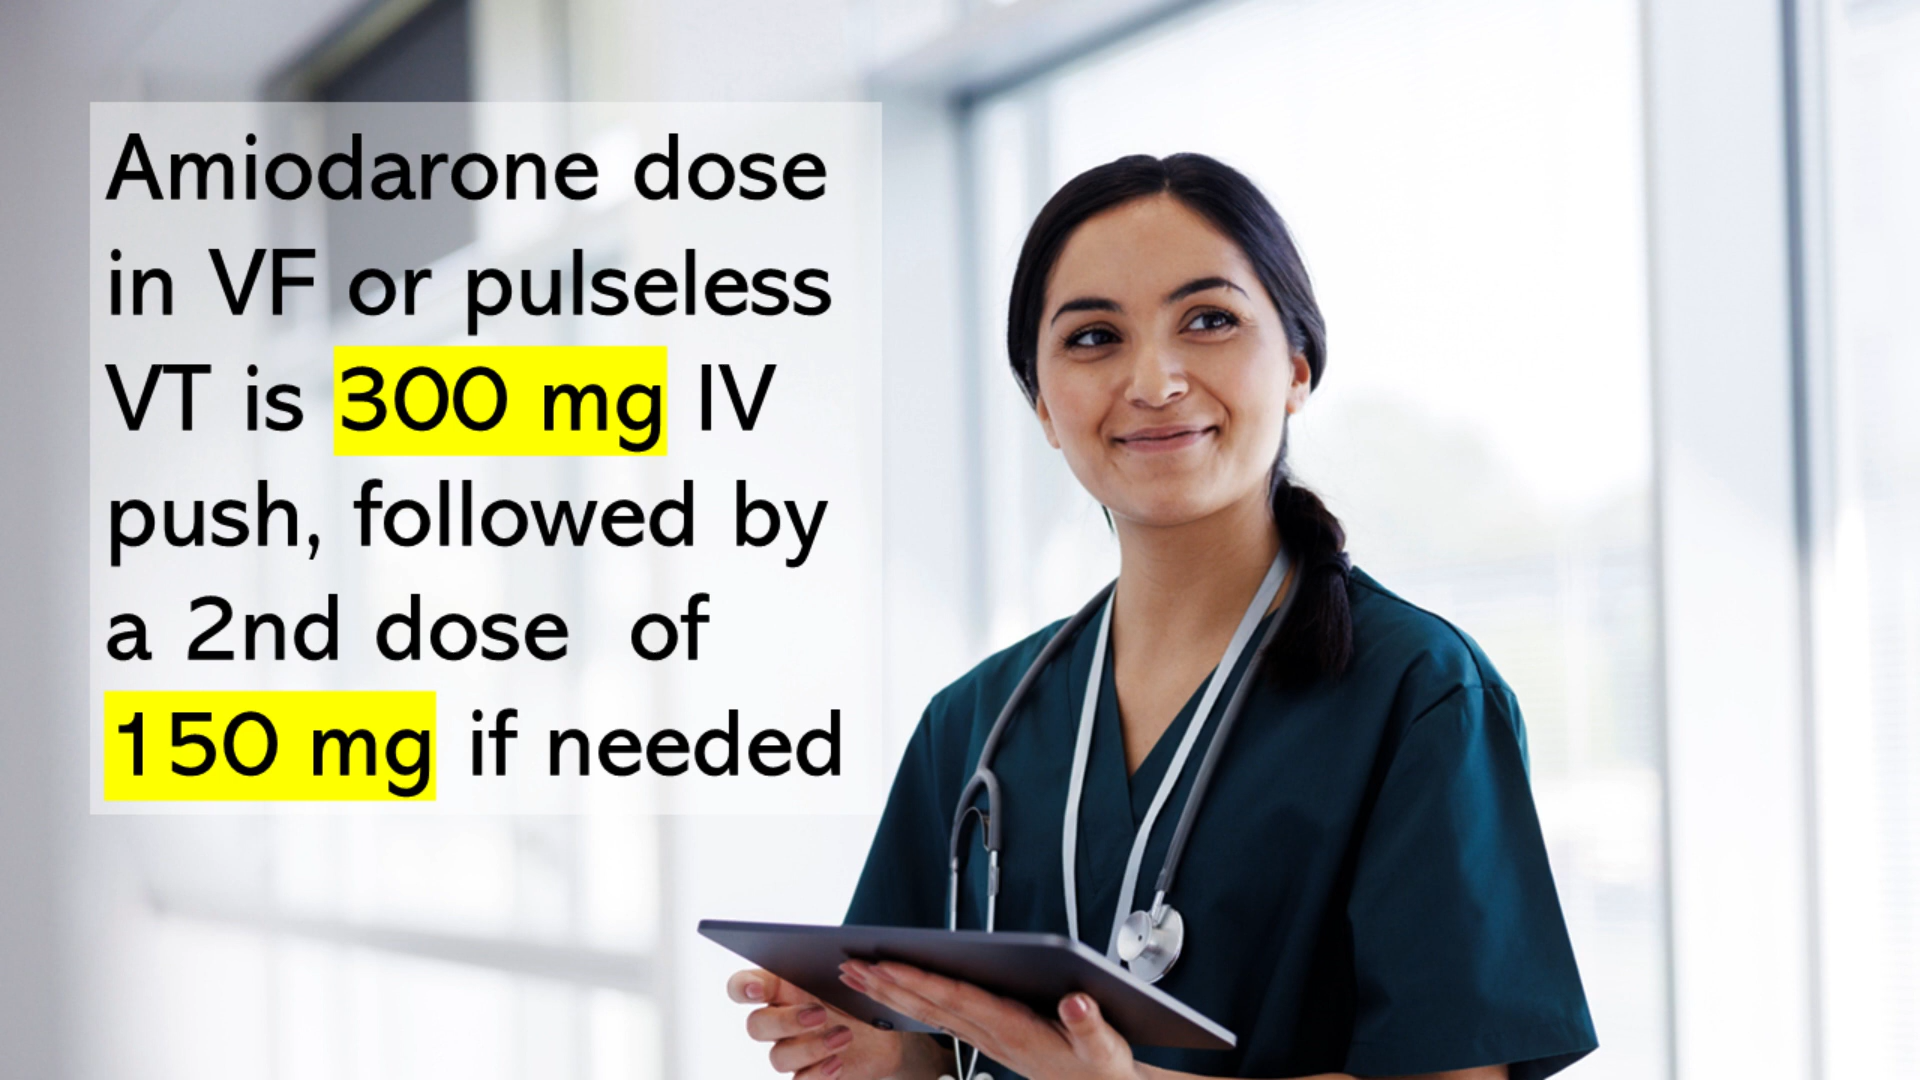 Amiodarone dose
in VF or pulseless
VT is 300 mg IV
push, followed by
a 2nd dose of
150 mg if needed